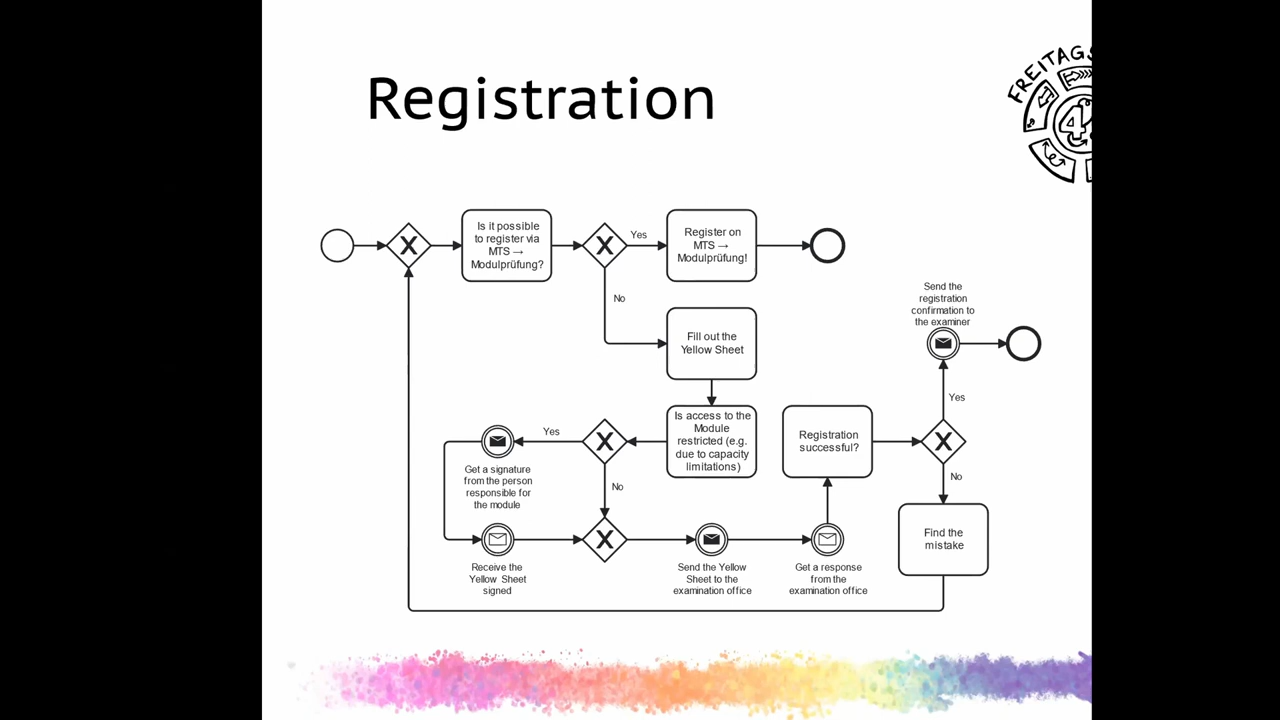 Registration
FREITAGS
4
Is it possible
to register via
MTS →
Modulprüfung?
X
X
Yes
Register on
MTS →
Modulprüfung!
No
Fill out the
Yellow Sheet
Send the
registration
confirmation to
the examiner
Yes
Is access to the
Module
restricted (e.g.
due to capacity
limitations)
X
Yes
Get a signature
from the person
responsible for
the module
No
Registration
successful?
X
No
Receive the
Yellow Sheet
signed
X
Send the Yellow
Sheet to the
examination office
Get a response
from the
examination office
Find the
mistake